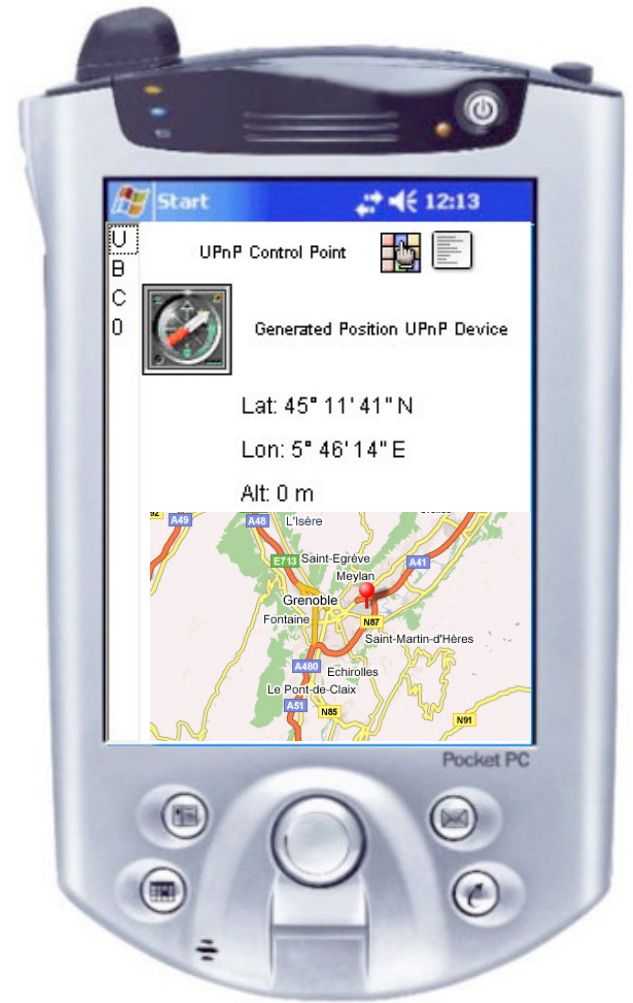 Start 12:13
U
B
C
0
UPnP Control Point
Generated Position UPnP Device
Lat: 45° 11' 41" N
Lon: 5° 46' 14" E
Alt: 0 m
92
A49
A48
L'Isère
E713
Saint-Egrève
A41
Meylan
Grenoble
Fontaine
N87
Saint-Martin-d'Hères
A480
Echirolles
Le Pont-de-Claix
A51
N85
N91
Pocket PC